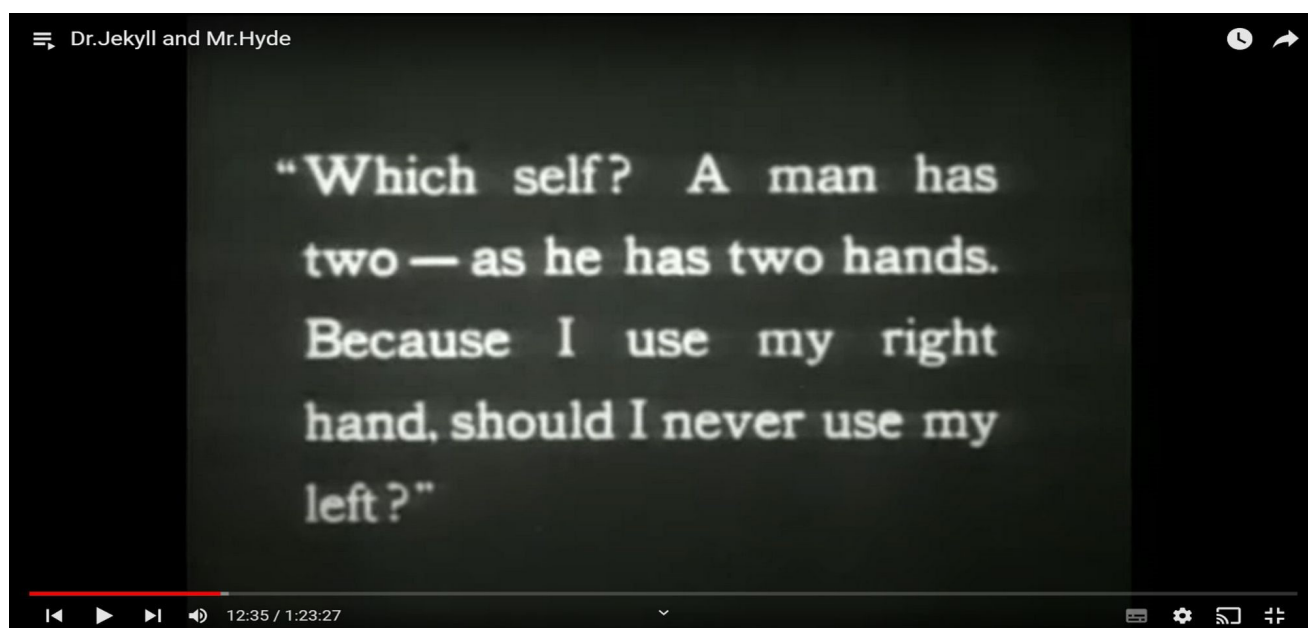 Dr.Jekyll and Mr.Hyde
“Which self? A man has
two — as he has two hands.
Because I use my right
hand, should I never use my
left?”
12:35 / 1:23:27